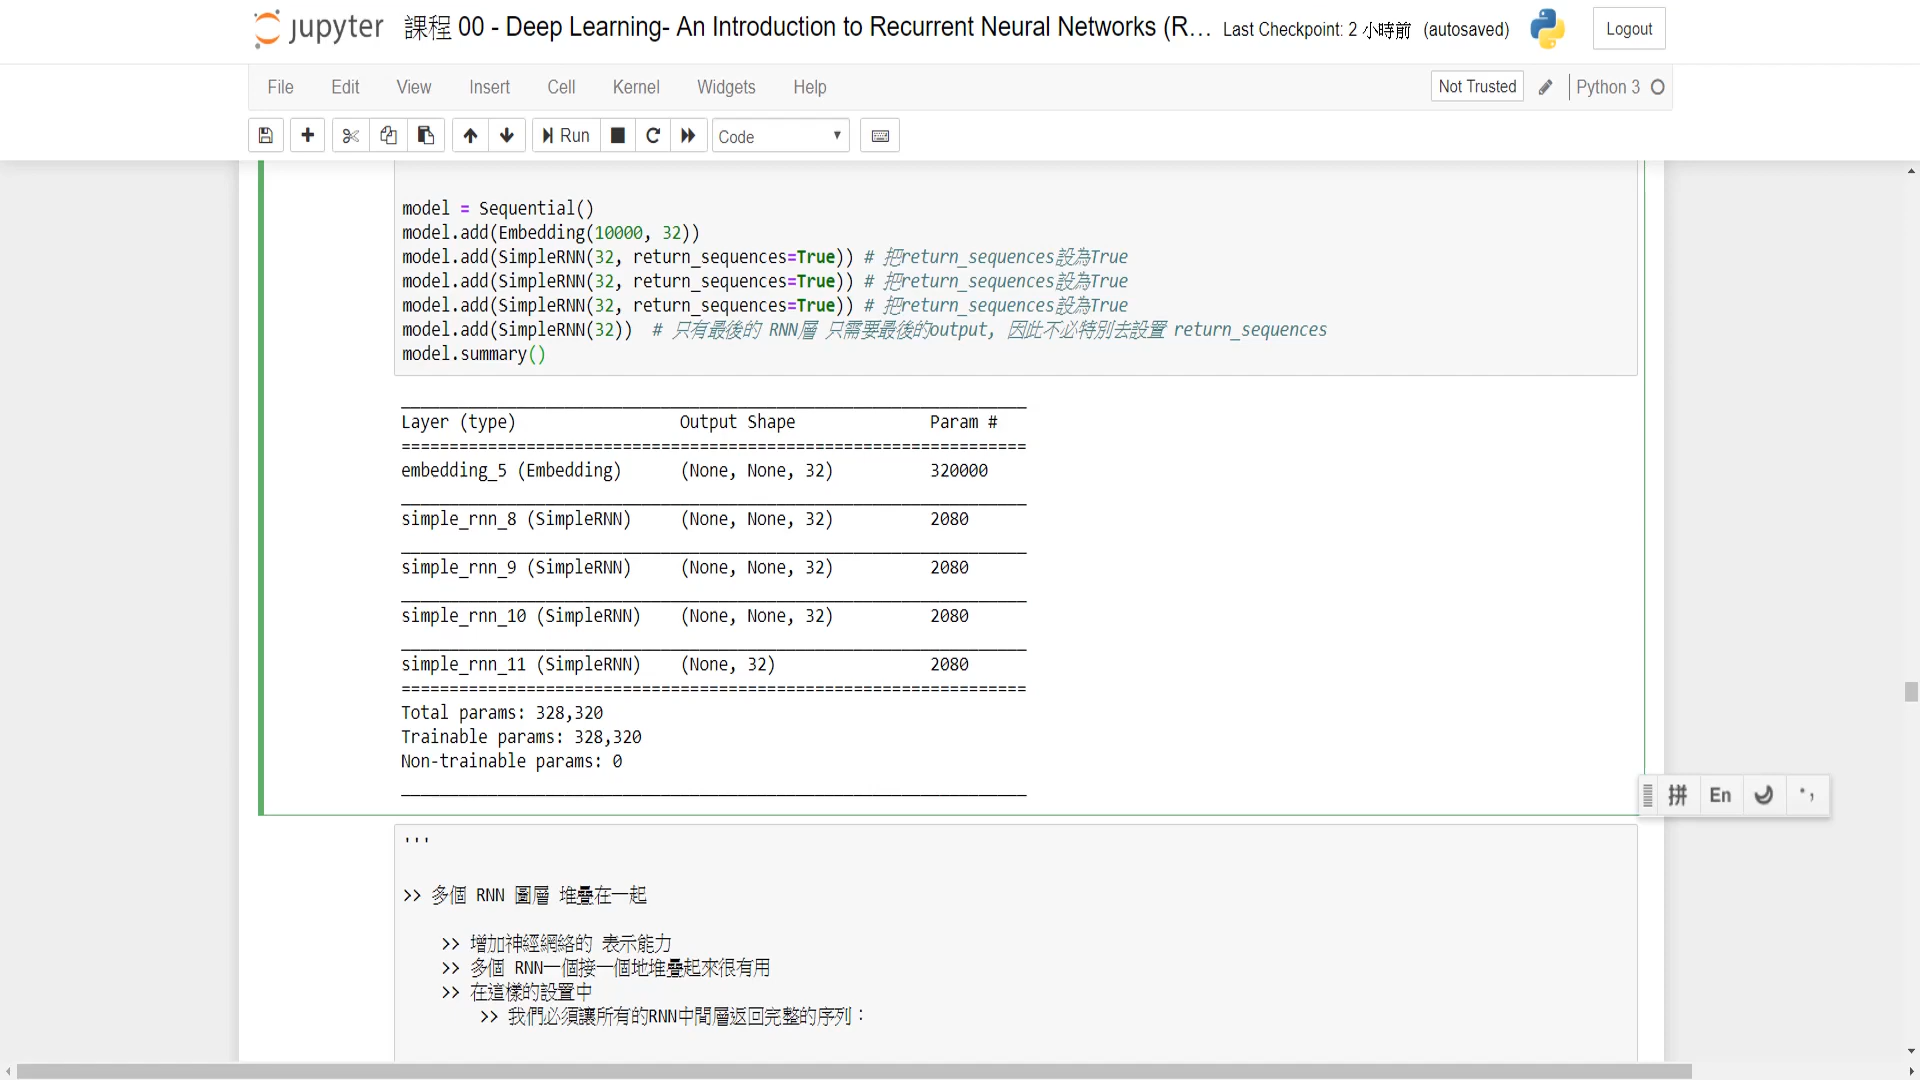 jupyter 課程 00 - Deep Learning- An Introduction to Recurrent Neural Networks (R... Last Checkpoint: 2 小時前 (autosaved) Logout
File Edit View Insert Cell Kernel Widgets Help Not Trusted Python 3
Run Code
model = Sequential()
model.add(Embedding(10000, 32))
model.add(SimpleRNN(32, return_sequences=True)) # 把return_sequences設為True
model.add(SimpleRNN(32, return_sequences=True)) # 把return_sequences設為True
model.add(SimpleRNN(32, return_sequences=True)) # 把return_sequences設為True
model.add(SimpleRNN(32))  # 只有最後的 RNN層 只需要最後的output, 因此不必特別去設置 return_sequences
model.summary()
_________________________________________________________________
Layer (type)                 Output Shape              Param #
=================================================================
embedding_5 (Embedding)      (None, None, 32)          320000
_________________________________________________________________
simple_rnn_8 (SimpleRNN)     (None, None, 32)          2080
_________________________________________________________________
simple_rnn_9 (SimpleRNN)     (None, None, 32)          2080
_________________________________________________________________
simple_rnn_10 (SimpleRNN)    (None, None, 32)          2080
_________________________________________________________________
simple_rnn_11 (SimpleRNN)    (None, 32)                2080
=================================================================
Total params: 328,320
Trainable params: 328,320
Non-trainable params: 0
_________________________________________________________________
拼 En
'''
>> 多個 RNN 圖層 堆疊在一起
>> 增加神經網絡的 表示能力
>> 多個 RNN一個接一個地堆疊起來很有用
>> 在這樣的設置中
>> 我們必須讓所有的RNN中間層返回完整的序列：